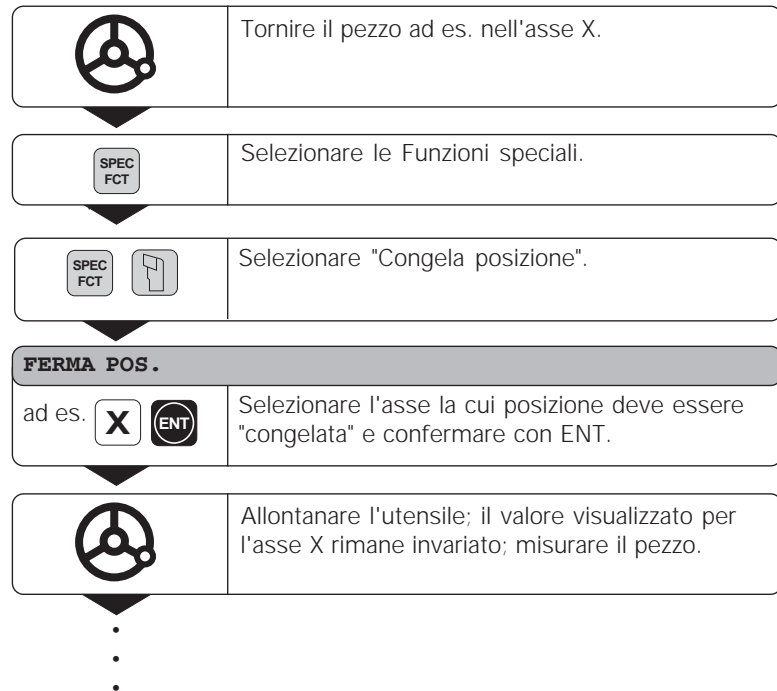 Tornire il pezzo ad es. nell'asse X.
SPEC
FCT
Selezionare le Funzioni speciali.
SPEC
FCT
Selezionare "Congela posizione".
FERMA POS.
ad es. X ENT
Selezionare l'asse la cui posizione deve essere
"congelata" e confermare con ENT.
Allontanare l'utensile; il valore visualizzato per
l'asse X rimane invariato; misurare il pezzo.